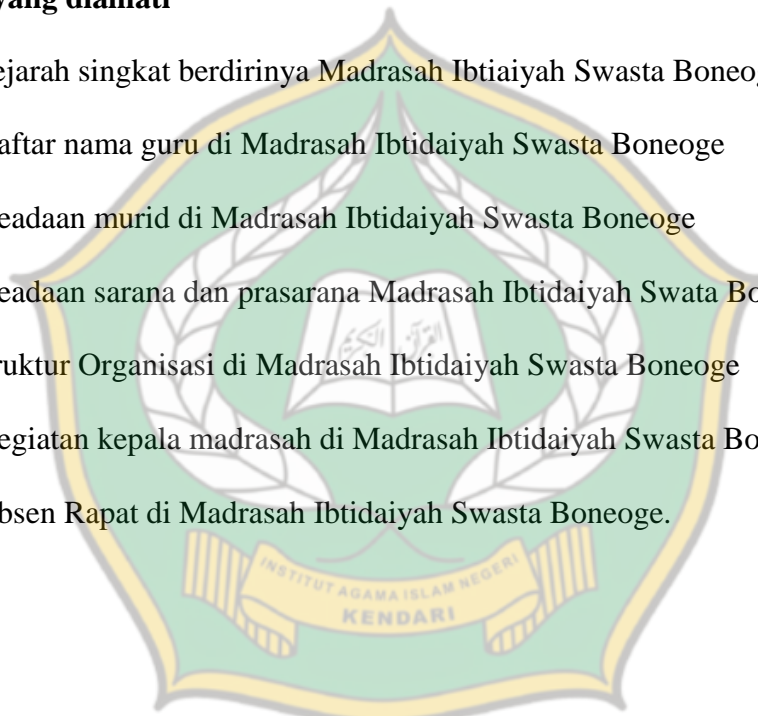 yang diamati
ejarah singkat berdirinya Madrasah Ibtiaiyah Swasta Boneog
aftar nama guru di Madrasah Ibtidaiyah Swasta Boneoge
eadaan murid di Madrasah Ibtidaiyah Swasta Boneoge
eadaan sarana dan prasarana Madrasah Ibtidaiyah Swata Bo
القرآن الكريم
ruktur Organisasi di Madrasah Ibtidaiyah Swasta Boneoge
egiatan kepala madrasah di Madrasah Ibtidaiyah Swasta Bo
bsen Rapat di Madrasah Ibtidaiyah Swasta Boneoge.
INSTITUT AGAMA ISLAM NEGERI
KENDARI